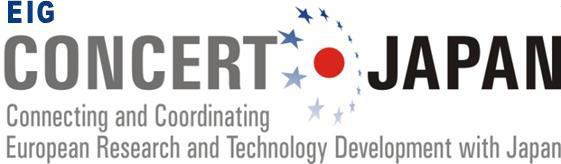 EIG
CONCERT JAPAN
Connecting and Coordinating
European Research and Technology Development with Japan